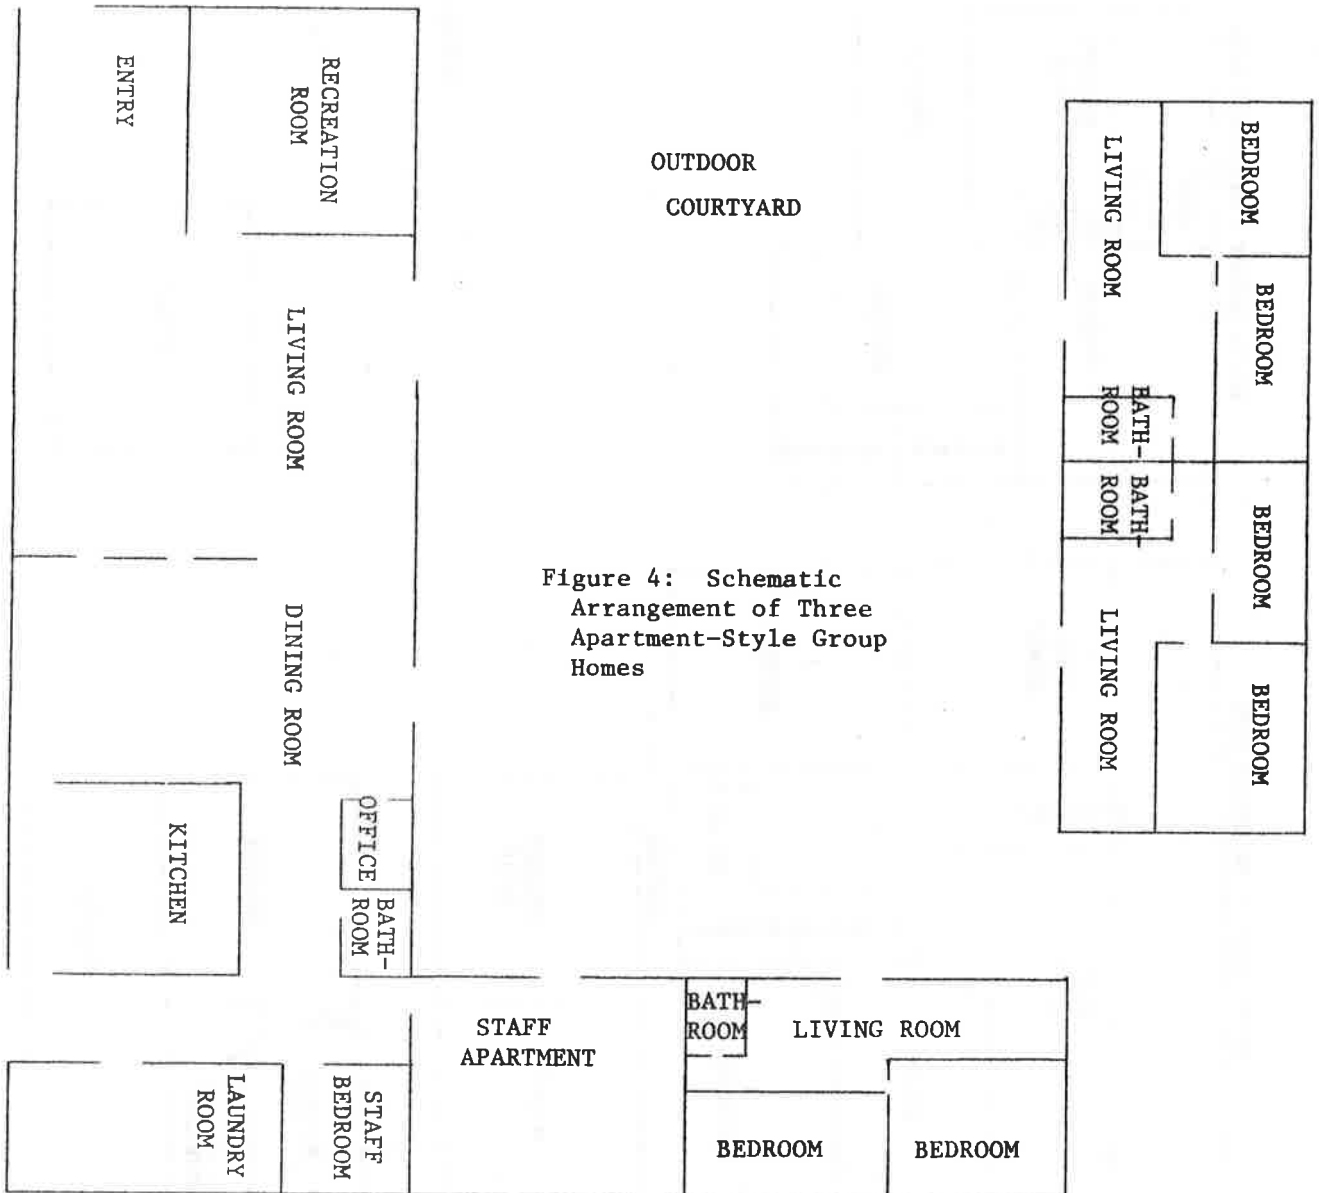 ENTRY
RECREATION
ROOM
OUTDOOR
COURTYARD
LIVING ROOM
BEDROOM
BEDROOM
LIVING ROOM
BATH-
ROOM
BATH-
ROOM
BEDROOM
Figure 4: Schematic
Arrangement of Three
Apartment-Style Group
Homes
DINING ROOM
LIVING ROOM
BEDROOM
KITCHEN
OFFICE
BATH-
ROOM
STAFF
APARTMENT
BATH-
ROOM
LIVING ROOM
LAUNDRY
ROOM
STAFF
BEDROOM
BEDROOM
BEDROOM